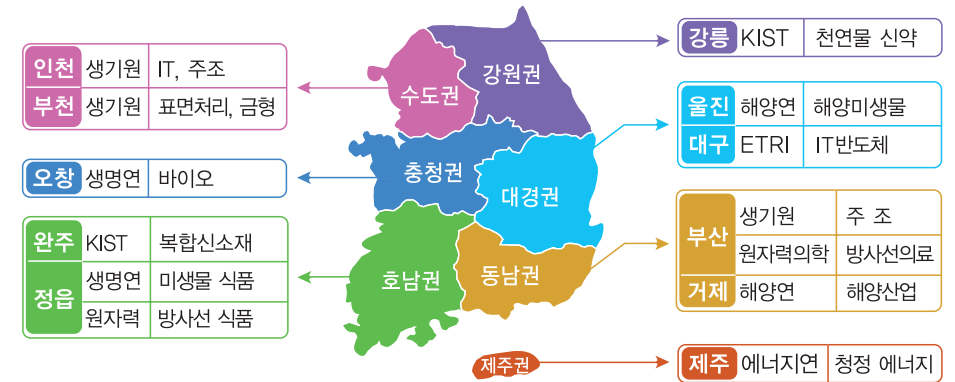 인천 생기원 IT, 주조
부천 생기원 표면처리, 금형
오창 생명연 바이오
완주 KIST 복합신소재
정읍 생명연 미생물 식품
원자력 방사선 식품
수도권
강원권
충청권
대경권
호남권
동남권
제주권
강릉 KIST 천연물 신약
울진 해양연 해양미생물
대구 ETRI IT반도체
부산 생기원 주 조
원자력의학 방사선의료
거제 해양연 해양산업
제주 에너지연 청정 에너지